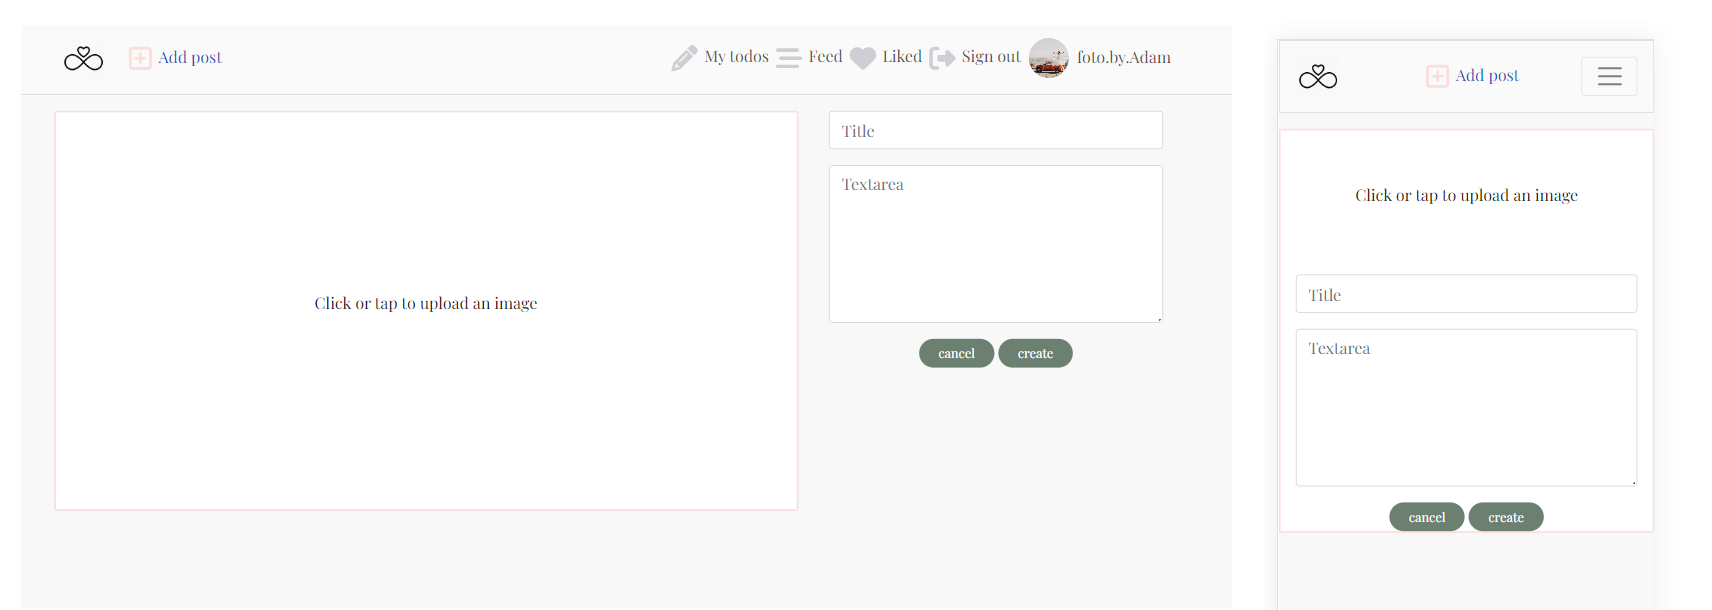 Add post My todos Feed Liked Sign out foto.by.Adam
Click or tap to upload an image
Title
Textarea
cancel create
Add post
Click or tap to upload an image
Title
Textarea
cancel create